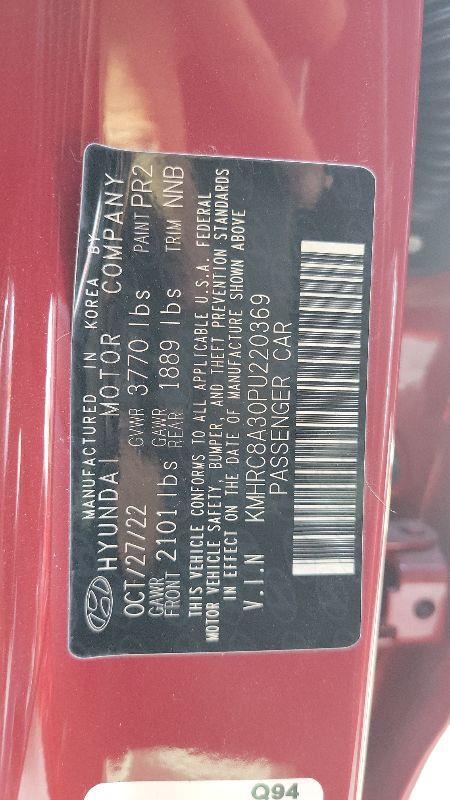 MANUFACTURED IN KOREA BY
HYUNDAI MOTOR COMPANY
OCT/27/22 GVWR 3770 lbs PAINT PR2
GAWR FRONT 2101 lbs GAWR REAR 1889 lbs TRIM NNB
THIS VEHICLE CONFORMS TO ALL APPLICABLE U.S.A. FEDERAL
MOTOR VEHICLE SAFETY, BUMPER, AND THEFT PREVENTION STANDARDS
IN EFFECT ON THE DATE OF MANUFACTURE SHOWN ABOVE
V.I.N KMHRC8A30PU220369
PASSENGER CAR
Q94